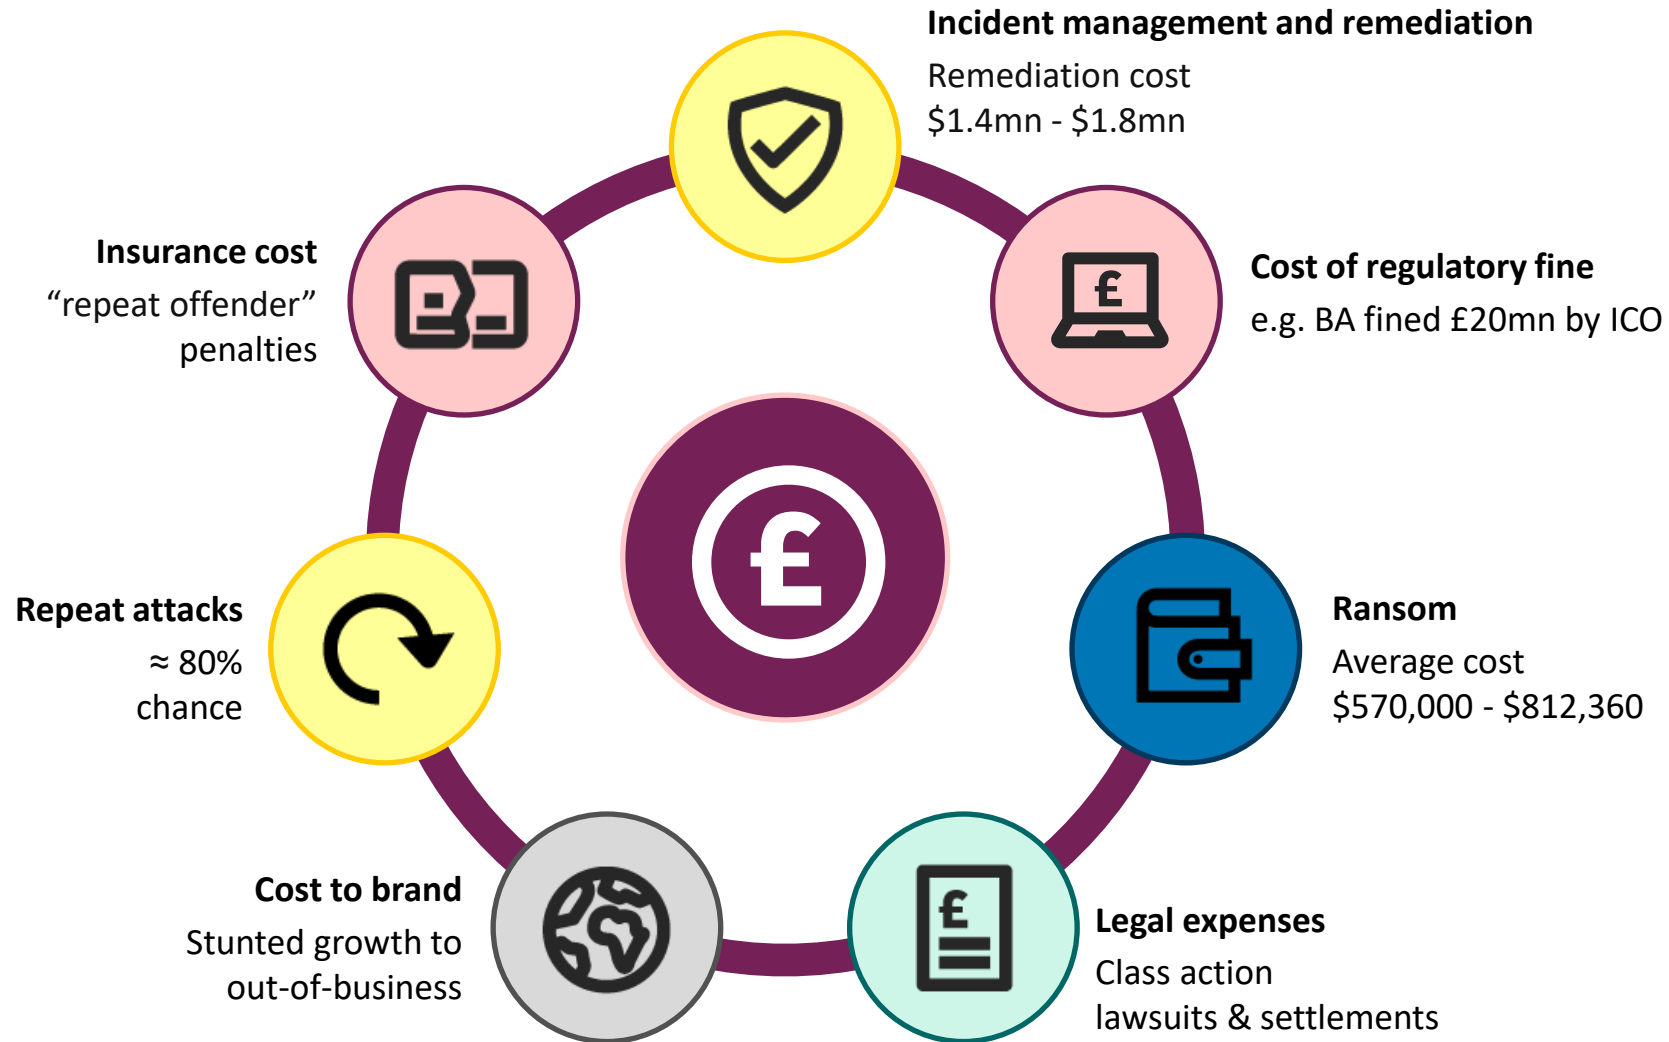 Incident management and remediation
Remediation cost
$1.4mn - $1.8mn
Cost of regulatory fine
e.g. BA fined £20mn by ICO
£
Ransom
Average cost
$570,000 - $812,360
Legal expenses
Class action
lawsuits & settlements
£
Cost to brand
Stunted growth to
out-of-business
Repeat attacks
≈ 80%
chance
Insurance cost
“repeat offender”
penalties
£